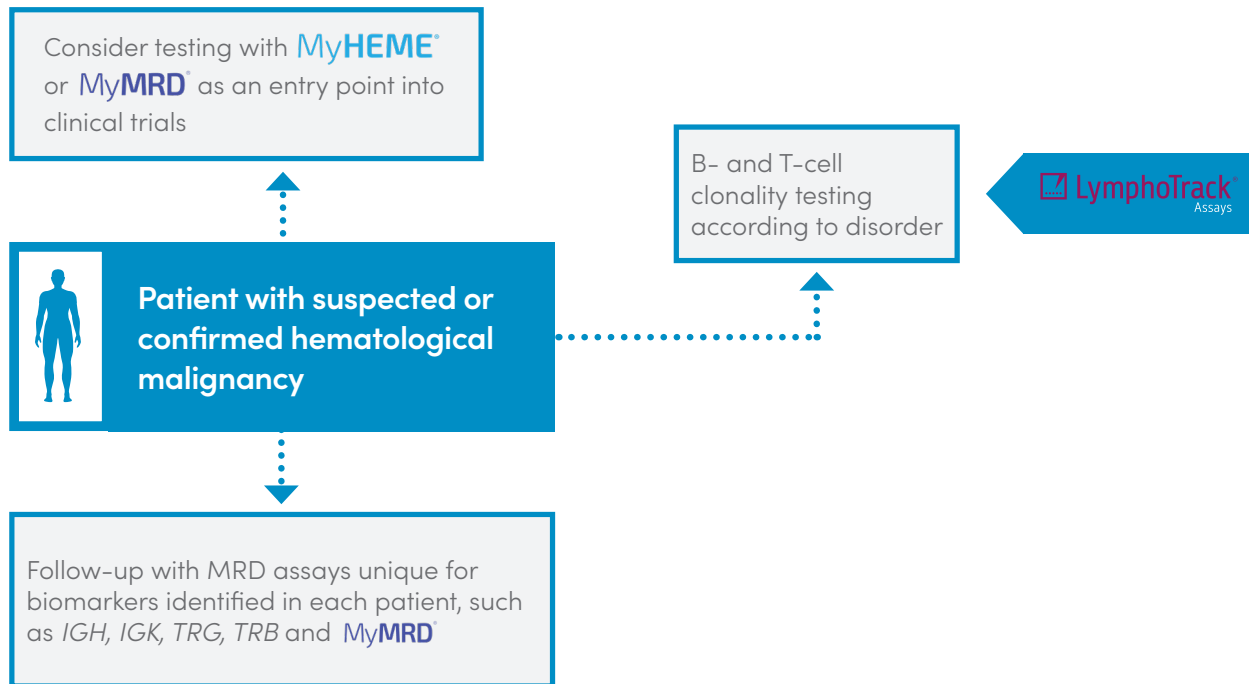 Consider testing with MyHEME®
or MyMRD® as an entry point into
clinical trials
B- and T-cell
clonality testing
according to disorder
LymphoTrack®
Assays
Patient with suspected or
confirmed hematological
malignancy
Follow-up with MRD assays unique for
biomarkers identified in each patient, such
as IGH, IGK, TRG, TRB and MyMRD®